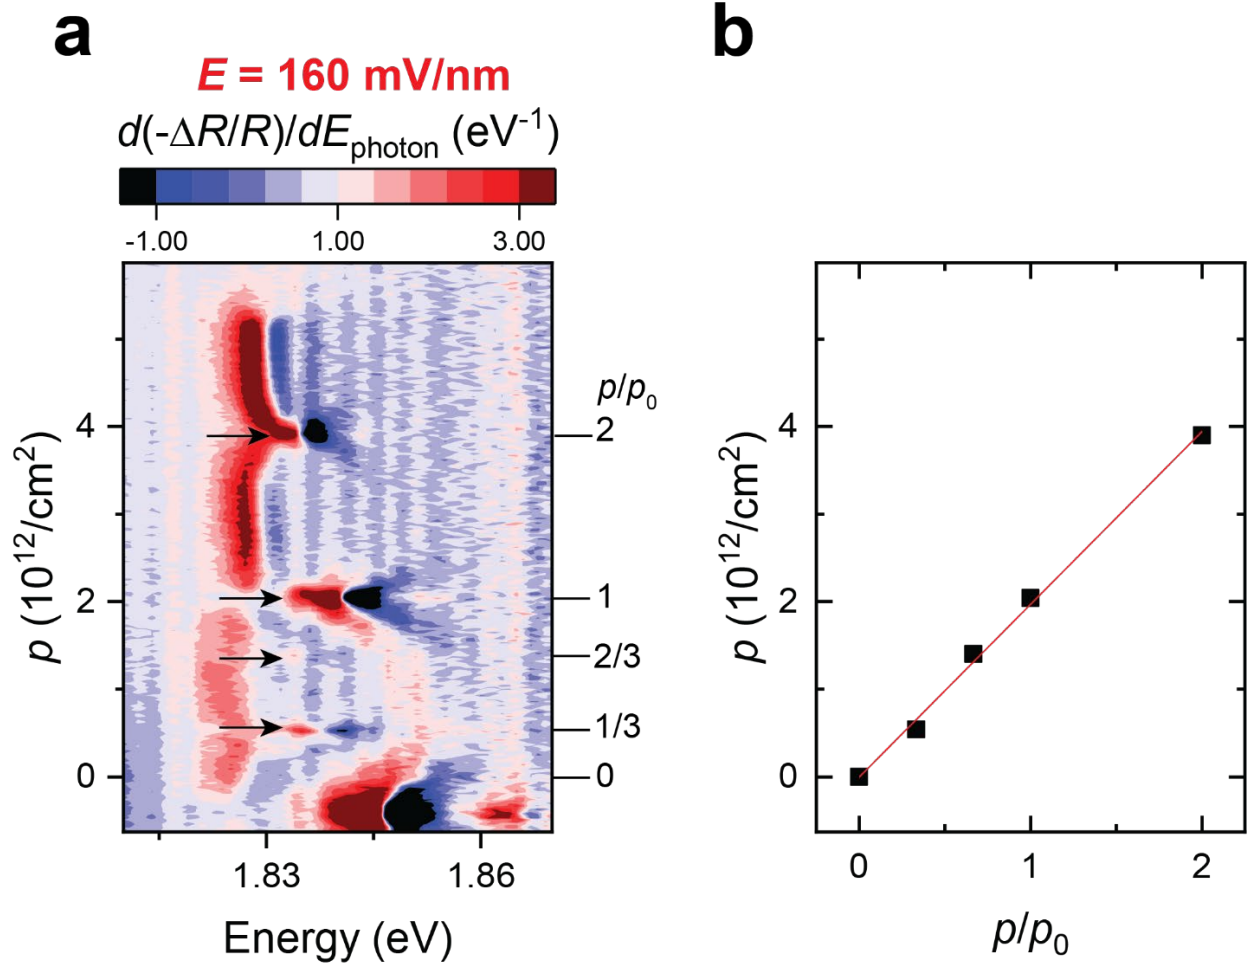 a
E = 160 mV/nm
d(-ΔR/R)/dE_photon (eV⁻¹)
-1.00 1.00 3.00
p (10¹²/cm²)
4
2
0
p/p₀
2
1
2/3
1/3
0
1.83 1.86
Energy (eV)
b
p (10¹²/cm²)
4
2
0
0 1 2
p/p₀